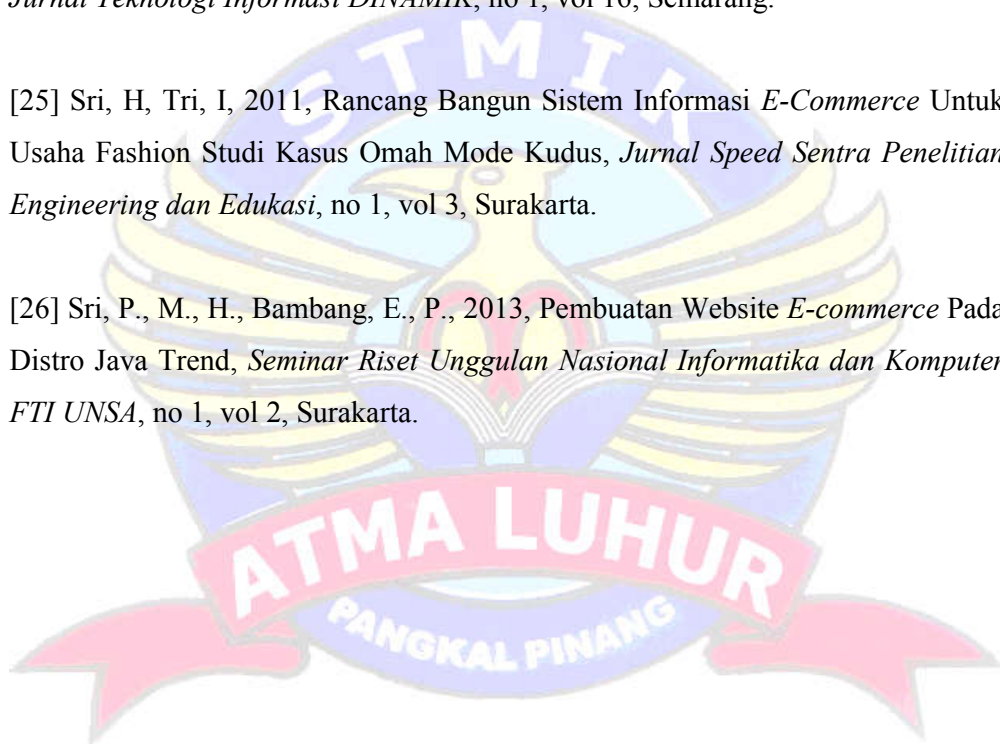 Jurnal Teknologi Informasi DINAMIK, no 1, vol 16, Semarang.
[25] Sri, H, Tri, I, 2011, Rancang Bangun Sistem Informasi E-Commerce Untuk
Usaha Fashion Studi Kasus Omah Mode Kudus, Jurnal Speed Sentra Penelitian
Engineering dan Edukasi, no 1, vol 3, Surakarta.
[26] Sri, P., M., H., Bambang, E., P., 2013, Pembuatan Website E-commerce Pada
Distro Java Trend, Seminar Riset Unggulan Nasional Informatika dan Komputer
FTI UNSA, no 1, vol 2, Surakarta.
STMIK
ATMA LUHUR
PANGKAL PINANG